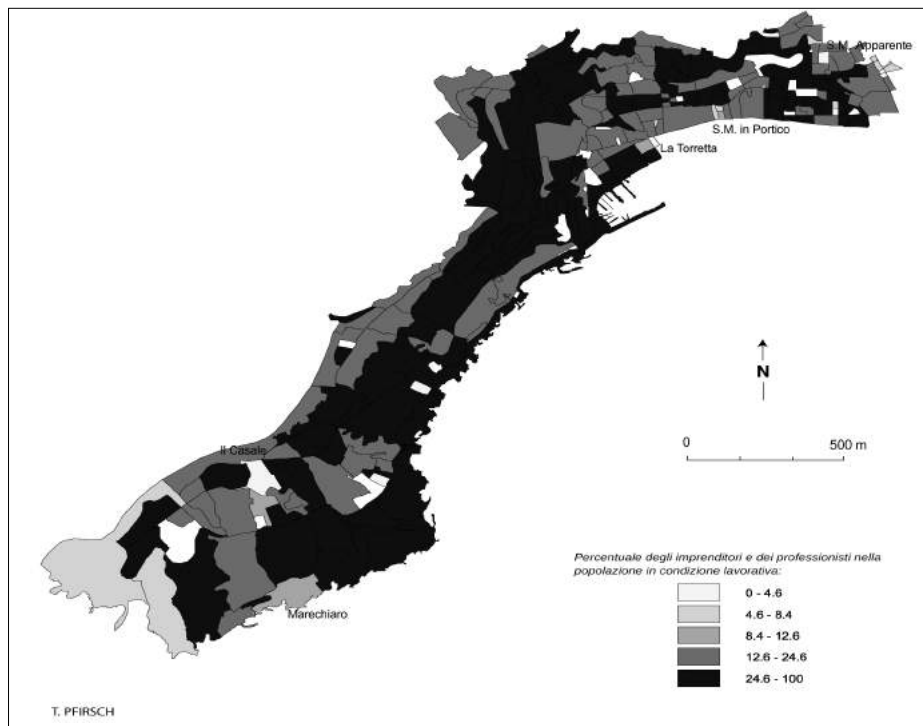 S.M. Apparente
S.M. in Portico
La Torretta
N
0 500 m
Il Casale
Marechiaro
Percentuale degli imprenditori e dei professionisti nella
popolazione in condizione lavorativa:
0 - 4.6
4.6 - 8.4
8.4 - 12.6
12.6 - 24.6
24.6 - 100
T. PFIRSCH